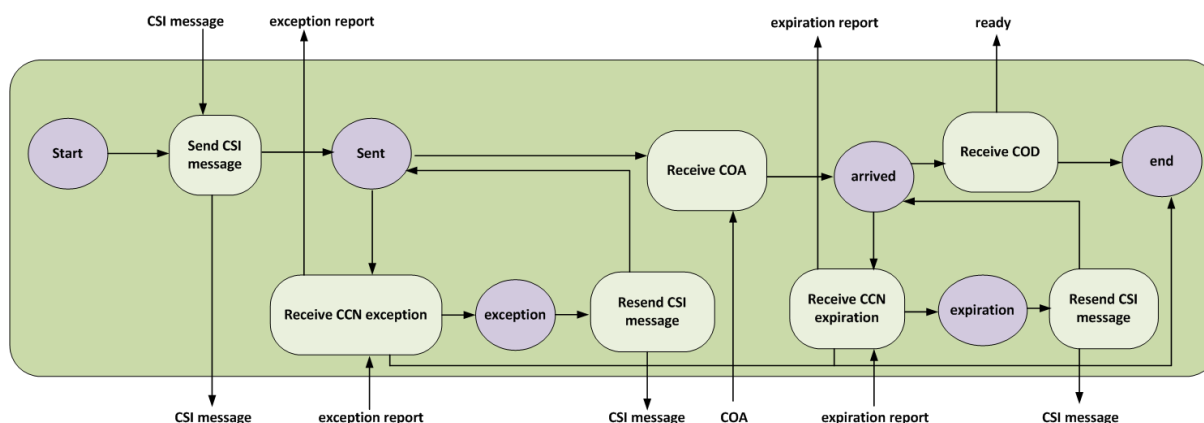 CSI message
exception report
expiration report
ready
Start
Send CSI
message
Sent
Receive COA
arrived
Receive COD
end
Receive CCN exception
exception
Resend CSI
message
Receive CCN
expiration
expiration
Resend CSI
message
CSI message
exception report
CSI message
COA
expiration report
CSI message